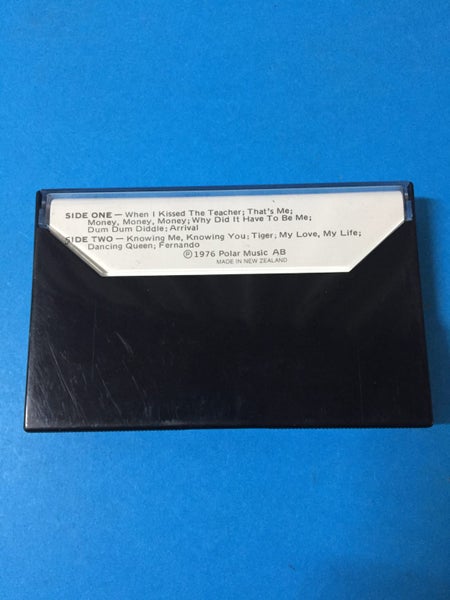 SIDE ONE — When I Kissed The Teacher; That's Me;
Money, Money, Money; Why Did It Have To Be Me;
Dum Dum Diddle; Arrival
SIDE TWO — Knowing Me, Knowing You; Tiger; My Love, My Life;
Dancing Queen; Fernando
Ⓟ 1976 Polar Music AB
MADE IN NEW ZEALAND